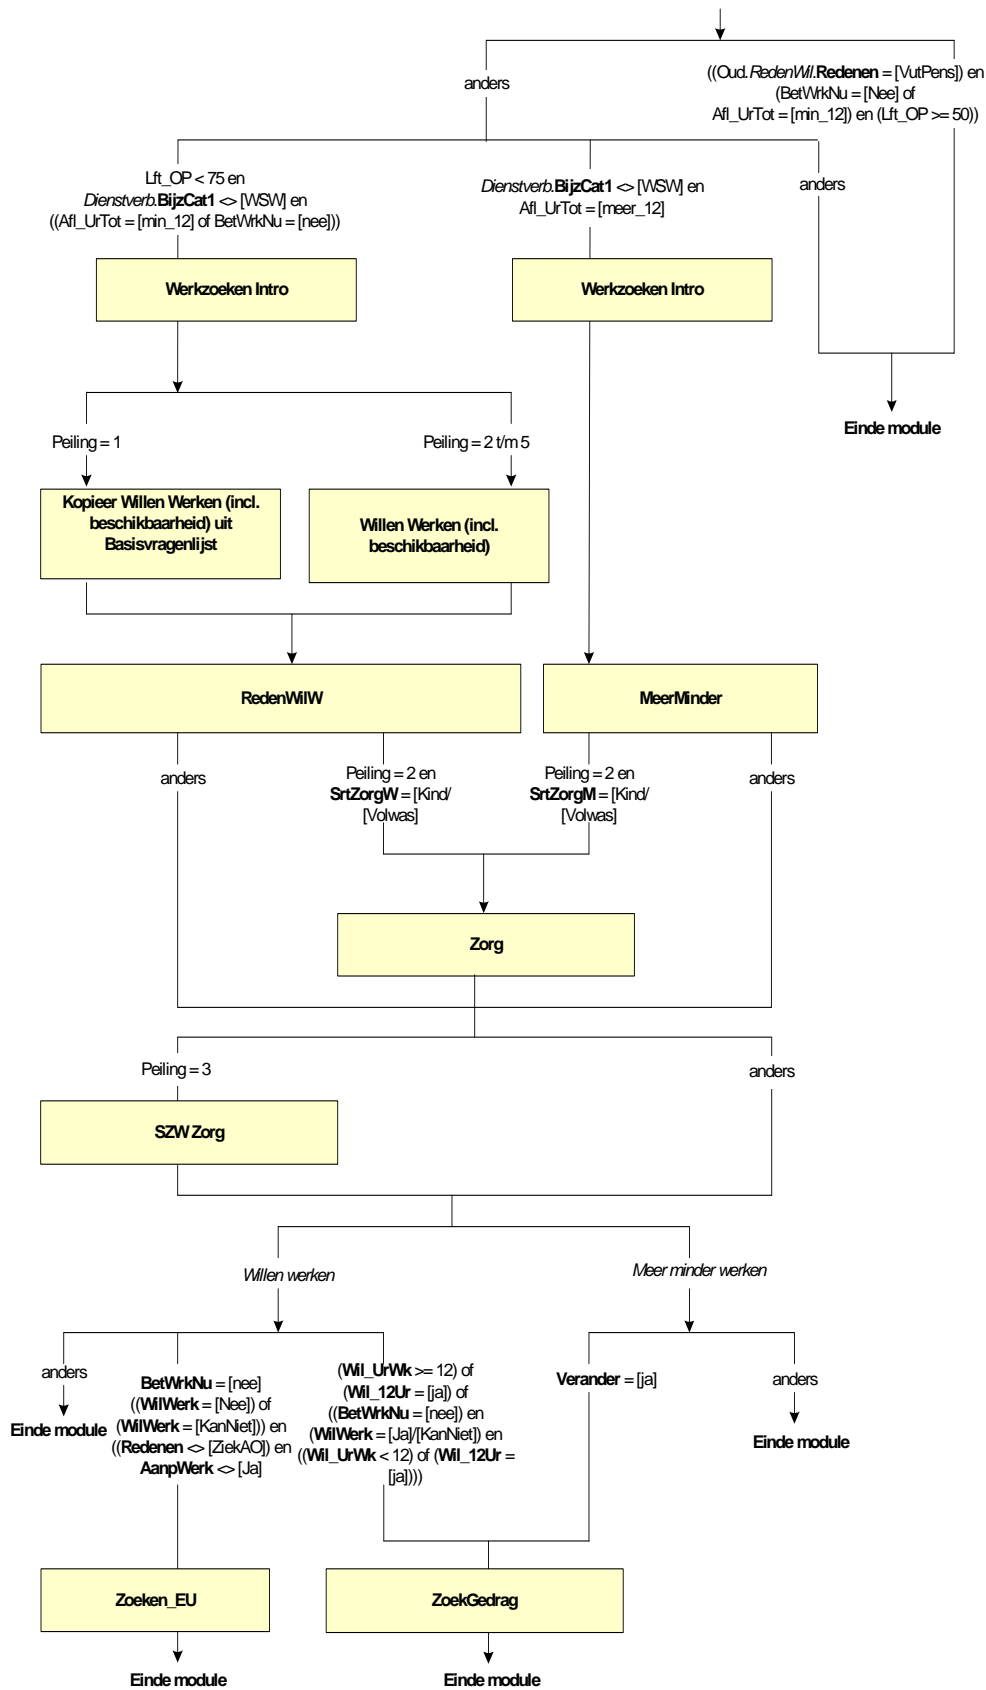 anders
((Oud.RedenWil.Redenen = [VutPens]) en
(BetWrkNu = [Nee] of
Afl_UrTot = [min_12]) en (Lft_OP >= 50))
Lft_OP < 75 en
Dienstverb.BijzCat1 <> [WSW] en
((Afl_UrTot = [min_12] of BetWrkNu = [nee]))
Dienstverb.BijzCat1 <> [WSW] en
Afl_UrTot = [meer_12]
anders
Werkzoeken Intro
Werkzoeken Intro
Einde module
Peiling = 1
Peiling = 2 t/m 5
Kopieer Willen Werken (incl.
beschikbaarheid) uit
Basisvragenlijst
Willen Werken (incl.
beschikbaarheid)
RedenWilW
MeerMinder
anders
Peiling = 2 en
SrtZorgW = [Kind/
[Volwas]
Peiling = 2 en
SrtZorgM = [Kind/
[Volwas]
anders
Zorg
Peiling = 3
anders
SZW Zorg
Willen werken
Meer minder werken
anders
Einde module
BetWrkNu = [nee]
((WilWerk = [Nee]) of
(WilWerk = [KanNiet])) en
((Redenen <> [ZiekAO]) en
AanpWerk <> [Ja]
(Wil_UrWk >= 12) of
(Wil_12Ur = [ja]) of
((BetWrkNu = [nee]) en
(WilWerk = [Ja]/[KanNiet]) en
((Wil_UrWk < 12) of (Wil_12Ur =
[ja])))
Verander = [ja]
anders
Einde module
Zoeken_EU
ZoekGedrag
Einde module
Einde module